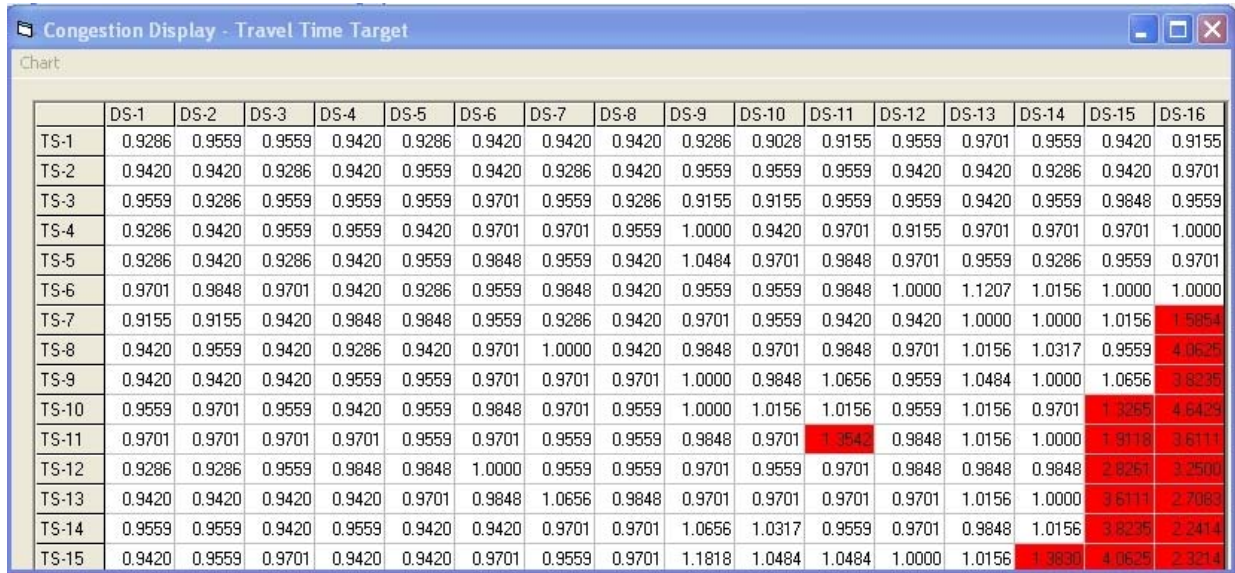 Congestion Display - Travel Time Target
Chart
DS-1 DS-2 DS-3 DS-4 DS-5 DS-6 DS-7 DS-8 DS-9 DS-10 DS-11 DS-12 DS-13 DS-14 DS-15 DS-16
TS-1 0.9286 0.9559 0.9559 0.9420 0.9286 0.9420 0.9420 0.9420 0.9286 0.9028 0.9155 0.9559 0.9701 0.9559 0.9420 0.9155
TS-2 0.9420 0.9420 0.9286 0.9420 0.9559 0.9420 0.9286 0.9420 0.9559 0.9559 0.9559 0.9420 0.9420 0.9286 0.9420 0.9701
TS-3 0.9559 0.9286 0.9559 0.9559 0.9559 0.9701 0.9559 0.9286 0.9155 0.9155 0.9559 0.9559 0.9420 0.9559 0.9848 0.9559
TS-4 0.9286 0.9420 0.9559 0.9559 0.9420 0.9701 0.9701 0.9559 1.0000 0.9420 0.9701 0.9155 0.9701 0.9701 0.9701 1.0000
TS-5 0.9286 0.9420 0.9286 0.9420 0.9559 0.9848 0.9559 0.9420 1.0484 0.9701 0.9848 0.9701 0.9559 0.9286 0.9559 0.9701
TS-6 0.9701 0.9848 0.9701 0.9420 0.9286 0.9559 0.9848 0.9420 0.9559 0.9559 0.9848 1.0000 1.1207 1.0156 1.0000 1.0000
TS-7 0.9155 0.9155 0.9420 0.9848 0.9848 0.9559 0.9286 0.9420 0.9701 0.9559 0.9420 0.9420 1.0000 1.0000 1.0156 1.5854
TS-8 0.9420 0.9559 0.9420 0.9286 0.9420 0.9701 1.0000 0.9420 0.9848 0.9701 0.9848 0.9701 1.0156 1.0317 0.9559 4.0625
TS-9 0.9420 0.9420 0.9420 0.9559 0.9559 0.9701 0.9701 0.9701 1.0000 0.9848 1.0656 0.9559 1.0484 1.0000 1.0656 3.8235
TS-10 0.9559 0.9701 0.9559 0.9420 0.9559 0.9848 0.9701 0.9559 1.0000 1.0156 1.0156 0.9559 1.0156 0.9701 1.3265 4.6429
TS-11 0.9701 0.9701 0.9701 0.9701 0.9559 0.9701 0.9559 0.9559 0.9848 0.9701 1.3542 0.9848 1.0156 1.0000 1.9118 3.6111
TS-12 0.9286 0.9286 0.9559 0.9848 0.9848 1.0000 0.9559 0.9559 0.9701 0.9559 0.9701 0.9848 0.9848 0.9848 2.8261 3.2500
TS-13 0.9420 0.9420 0.9420 0.9420 0.9701 0.9848 1.0656 0.9848 0.9701 0.9701 0.9701 0.9701 1.0156 1.0000 3.6111 2.7083
TS-14 0.9559 0.9559 0.9420 0.9559 0.9420 0.9420 0.9701 0.9701 1.0656 1.0317 0.9559 0.9701 0.9848 1.0156 3.8235 2.2414
TS-15 0.9420 0.9559 0.9701 0.9420 0.9420 0.9701 0.9559 0.9701 1.1818 1.0484 1.0484 1.0000 1.0156 1.3830 4.0625 2.3214